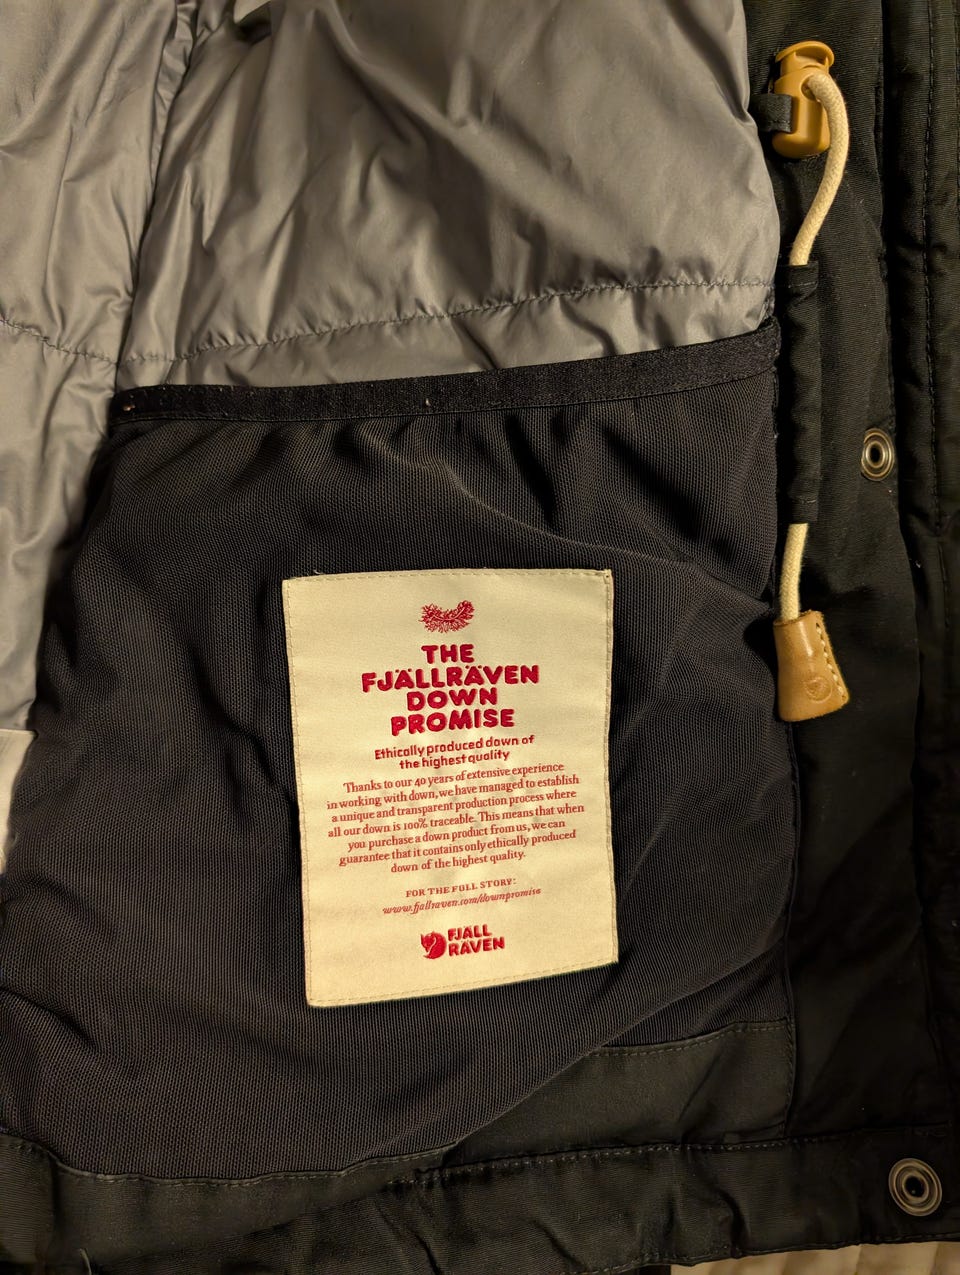 THE
FJÄLLRÄVEN
DOWN
PROMISE
Ethically produced down of
the highest quality
Thanks to our 40 years of extensive experience
in working with down, we have managed to establish
a unique and transparent production process where
all our down is 100% traceable. This means that when
you purchase a down product from us, we can
guarantee that it contains only ethically produced
down of the highest quality.
FOR THE FULL STORY:
www.fjallraven.com/downpromise
FJALL
RAVEN